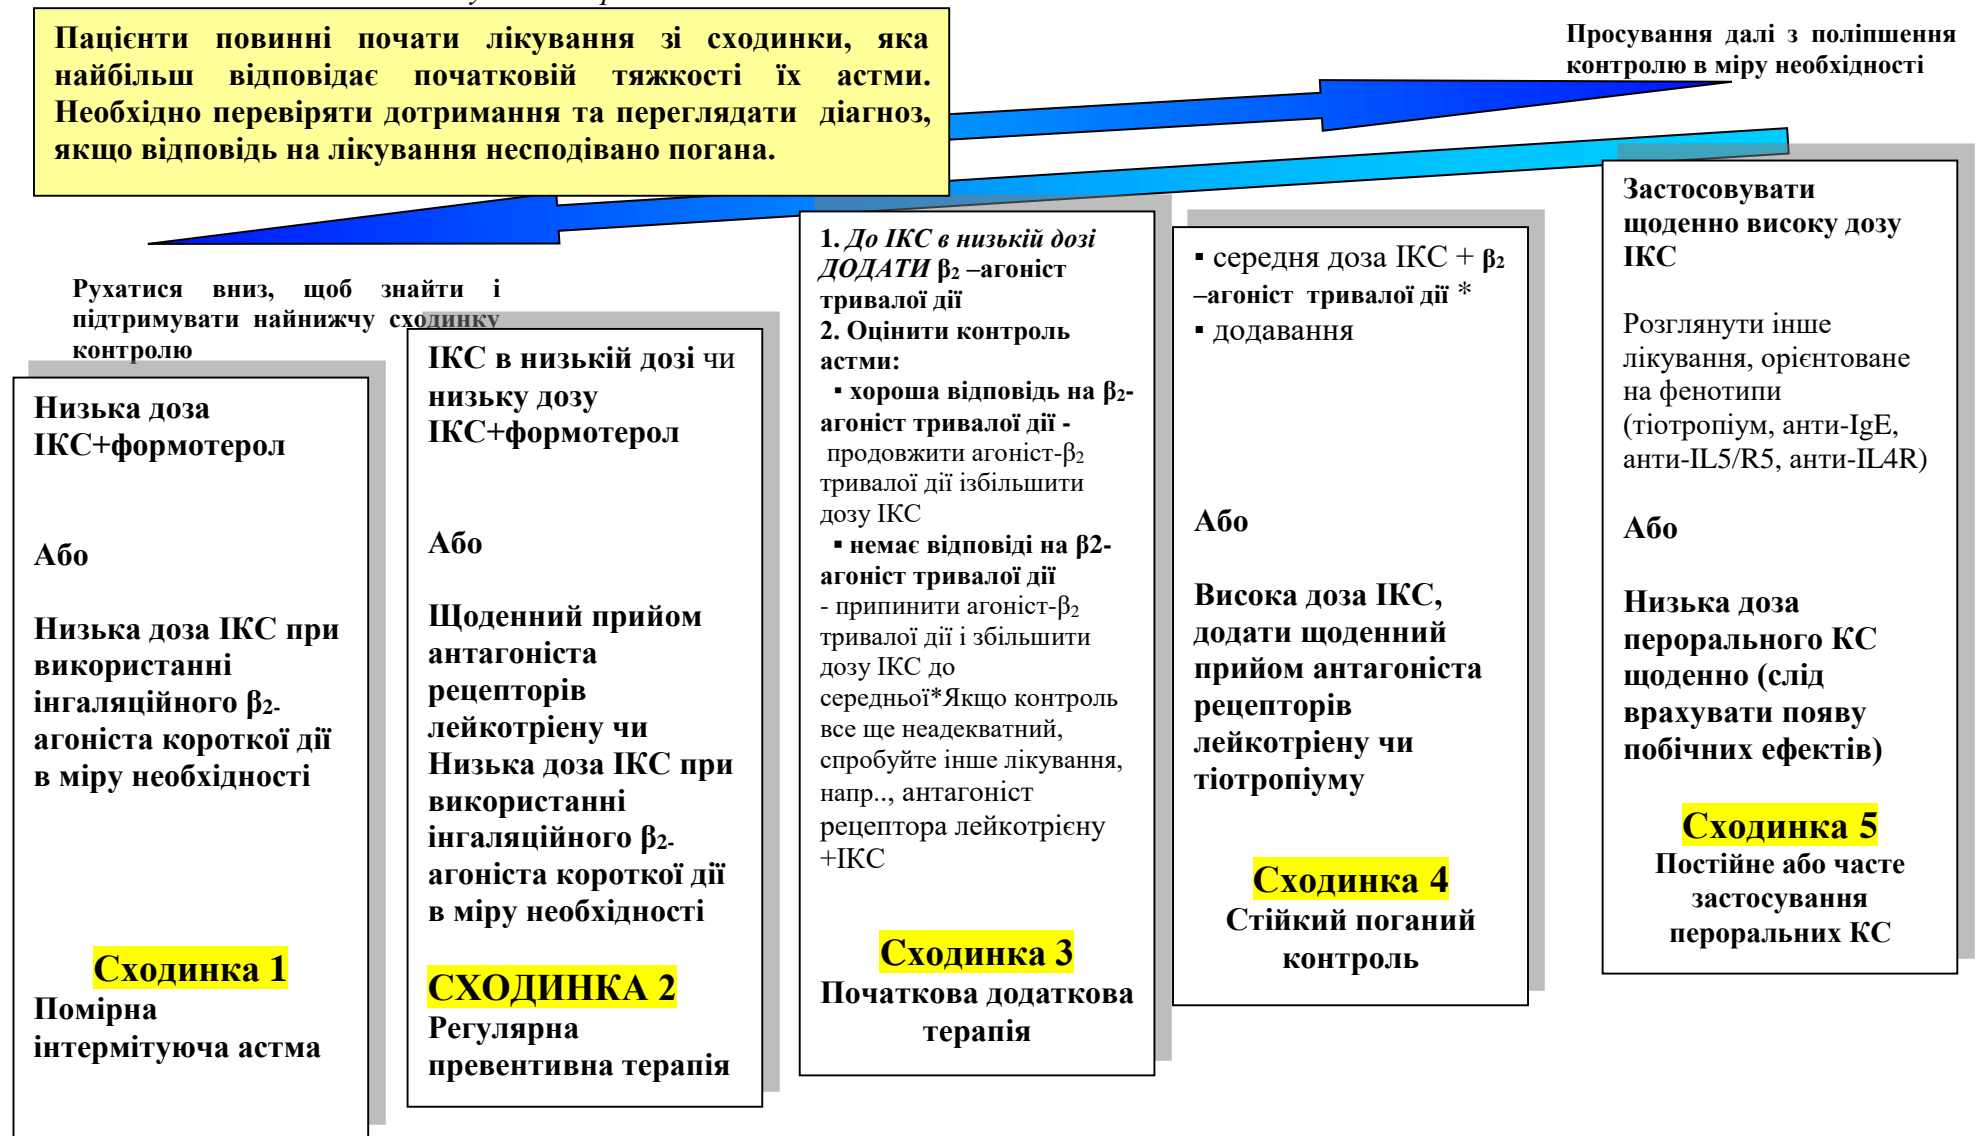 Пацієнти повинні почати лікування зі сходинки, яка
найбільш відповідає початковій тяжкості їх астми.
Необхідно перевіряти дотримання та переглядати діагноз,
якщо відповідь на лікування несподівано погана.
Просування далі з поліпшення
контролю в міру необхідності
Рухатися вниз, щоб знайти і
підтримувати найнижчу сходинку
контролю
Низька доза
ІКС+формотерол
Або
Низька доза ІКС при
використанні
інгаляційного β₂-
агоніста короткої дії
в міру необхідності
Сходинка 1
Помірна
інтермітуюча астма
ІКС в низькій дозі чи
низьку дозу
ІКС+формотерол
Або
Щоденний прийом
антагоніста
рецепторів
лейкотріену чи
Низька доза ІКС при
використанні
інгаляційного β₂-
агоніста короткої дії
в міру необхідності
СХОДИНКА 2
Регулярна
превентивна терапія
1. До ІКС в низькій дозі
ДОДАТИ β₂ –агоніст
тривалої дії
2. Оцінити контроль
астми:
▪ хороша відповідь на β₂-
агоніст тривалої дії -
продовжити агоніст-β₂
тривалої дії ізбільшити
дозу ІКС
▪ немає відповіді на β2-
агоніст тривалої дії
- припинити агоніст-β₂
тривалої дії і збільшити
дозу ІКС до
середньої*Якщо контроль
все ще неадекватний,
спробуйте інше лікування,
напр.., антагоніст
рецептора лейкотрієну
+ІКС
Сходинка 3
Початкова додаткова
терапія
▪ середня доза ІКС + β₂
–агоніст тривалої дії *
▪ додавання
Або
Висока доза ІКС,
додати щоденний
прийом антагоніста
рецепторів
лейкотріену чи
тіотропіуму
Сходинка 4
Стійкий поганий
контроль
Застосовувати
щоденно високу дозу
ІКС
Розглянути інше
лікування, орієнтоване
на фенотипи
(тіотропіум, анти-IgE,
анти-IL5/R5, анти-IL4R)
Або
Низька доза
перорального КС
щоденно (слід
врахувати появу
побічних ефектів)
Сходинка 5
Постійне або часте
застосування
пероральних КС